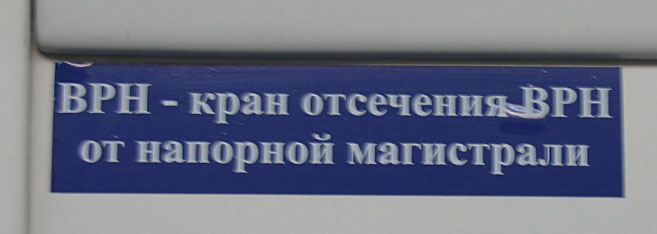 ВРН - кран отсечения ВРН
от напорной магистрали